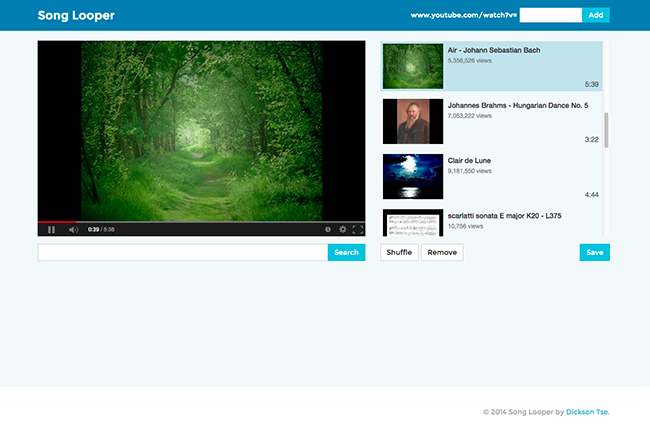 Song Looper
www.youtube.com/watch?v=
Add
0:39 / 5:38
Search
Air - Johann Sebastian Bach
5,356,526 views
5:39
Johannes Brahms - Hungarian Dance No. 5
7,053,222 views
3:22
Clair de Lune
9,181,550 views
4:44
scarlatti sonata E major K20 - L375
10,756 views
Shuffle
Remove
Save
© 2014 Song Looper by Dickson Tse.